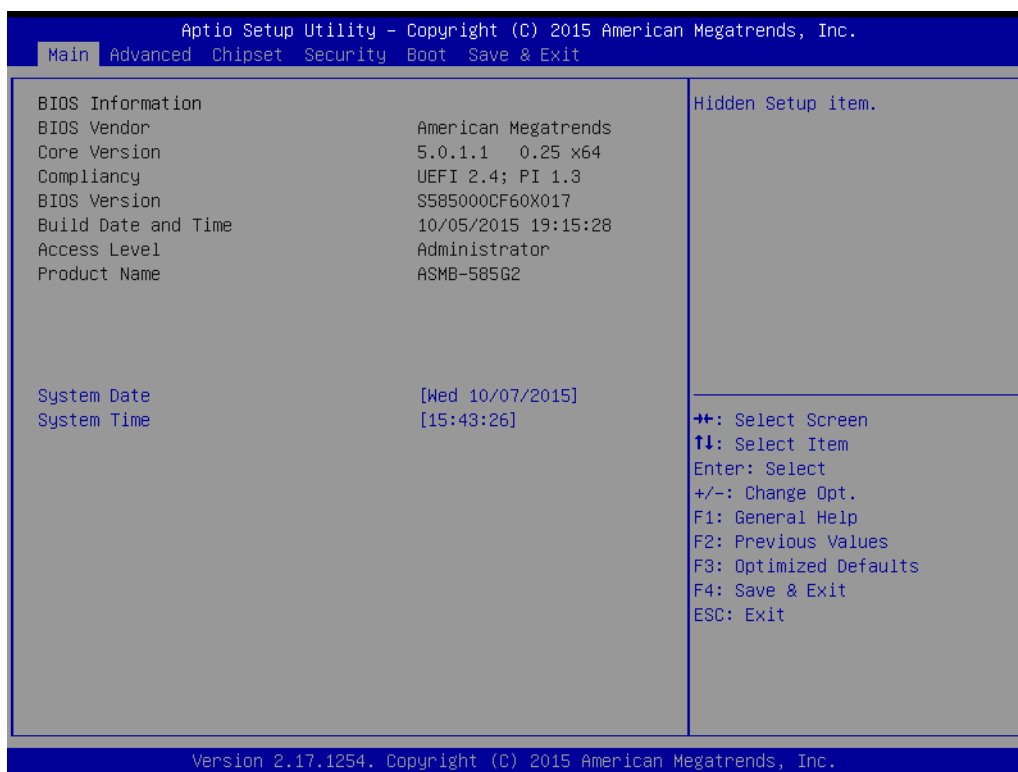 Aptio Setup Utility – Copyright (C) 2015 American Megatrends, Inc.
Main Advanced Chipset Security Boot Save & Exit
BIOS Information
BIOS Vendor American Megatrends
Core Version 5.0.1.1 0.25 x64
Compliancy UEFI 2.4; PI 1.3
BIOS Version S585000CF60X017
Build Date and Time 10/05/2015 19:15:28
Access Level Administrator
Product Name ASMB-585G2
System Date [Wed 10/07/2015]
System Time [15:43:26]
Hidden Setup item.
→←: Select Screen
↑↓: Select Item
Enter: Select
+/-: Change Opt.
F1: General Help
F2: Previous Values
F3: Optimized Defaults
F4: Save & Exit
ESC: Exit
Version 2.17.1254. Copyright (C) 2015 American Megatrends, Inc.